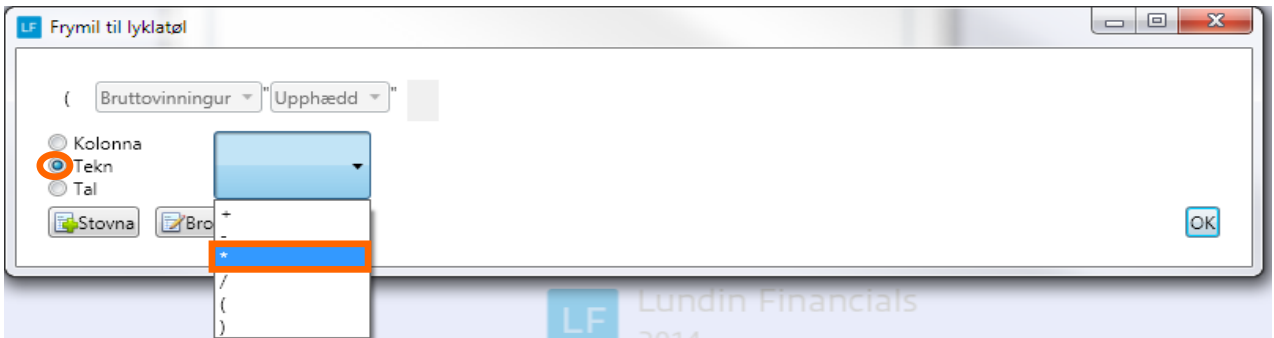 LF Frymil til lyklatøl
( Bruttovinningur "Upphædd "
Kolonna
Tekn
Tal
Stovna Bro OK
+
-
*
/
(
)
LF Lundin Financials
2014